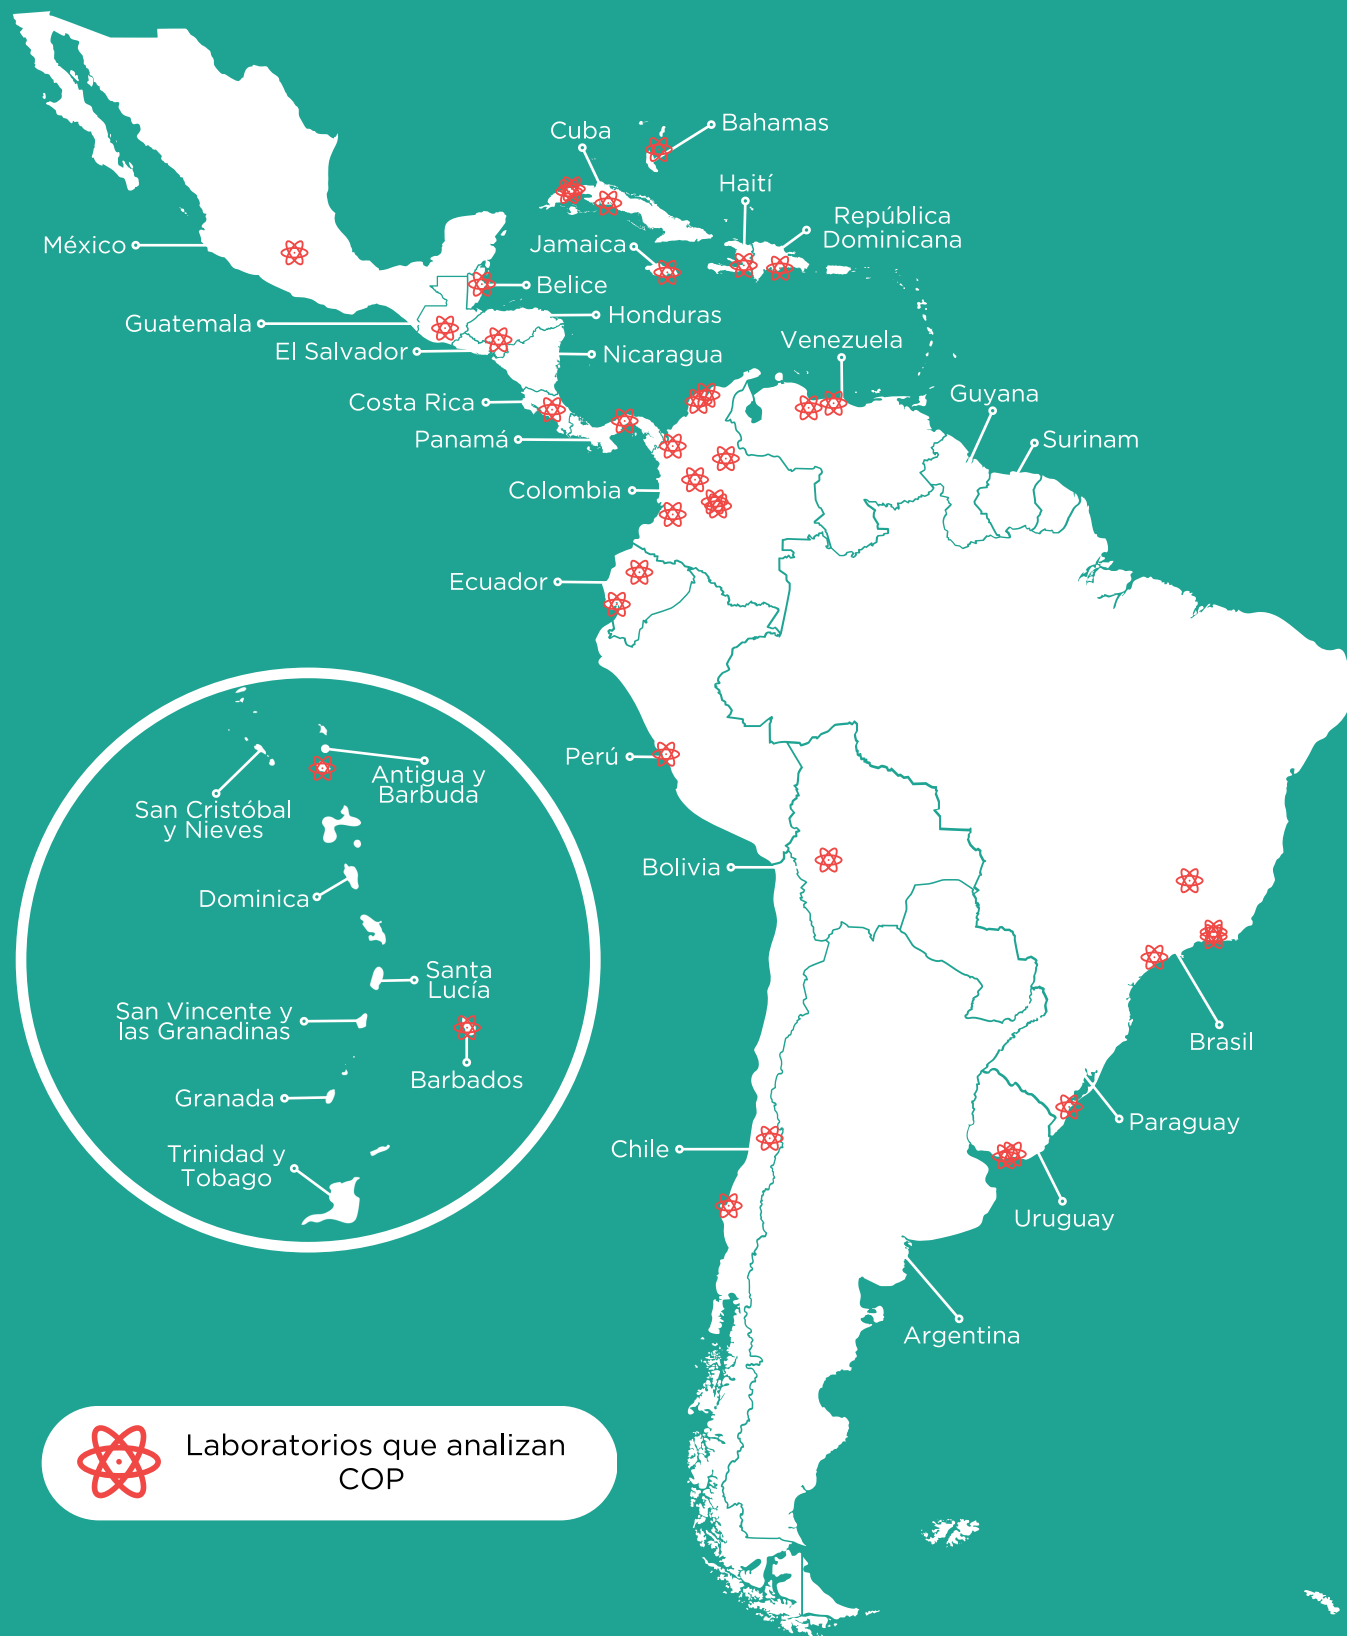 Bahamas
Cuba
Haití
República
Dominicana
México
Jamaica
Belice
Honduras
Guatemala
El Salvador
Nicaragua
Venezuela
Guyana
Costa Rica
Panamá
Surinam
Colombia
Ecuador
Perú
Antigua y
Barbuda
San Cristóbal
y Nieves
Bolivia
Dominica
Santa
Lucía
San Vincente y
las Granadinas
Brasil
Barbados
Granada
Paraguay
Chile
Trinidad y
Tobago
Uruguay
Argentina
Laboratorios que analizan
COP